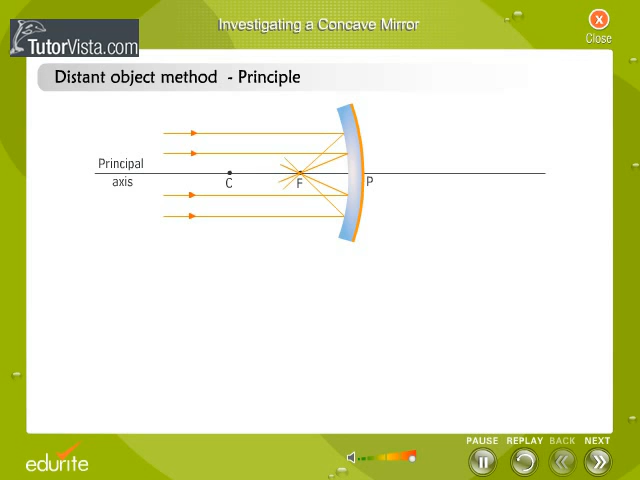 Investigating a Concave Mirror
Close
TutorVista.com
Distant object method - Principle
Principal
axis
C
F
P
PAUSE REPLAY BACK NEXT
edurite